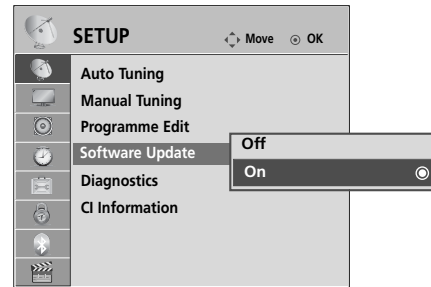 SETUP
Move OK
Auto Tuning
Manual Tuning
Programme Edit
Software Update
Off
On
Diagnostics
CI Information